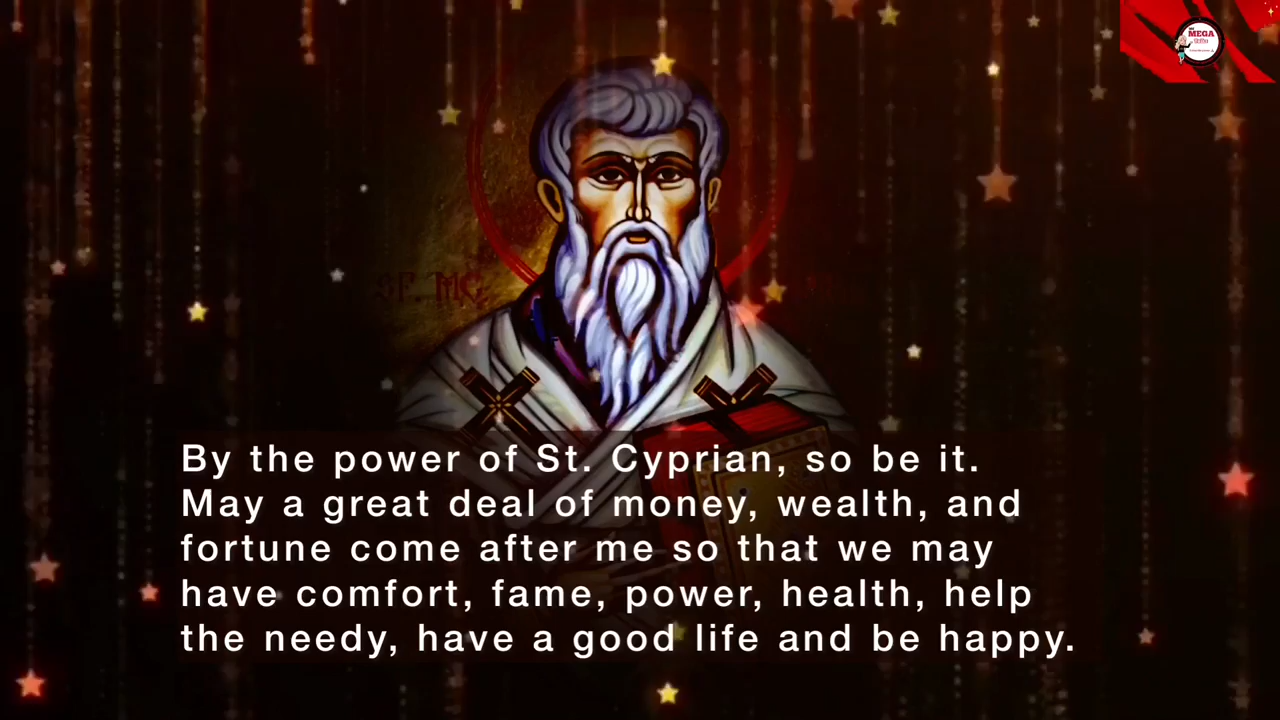 MEGA
By the power of St. Cyprian, so be it.
May a great deal of money, wealth, and
fortune come after me so that we may
have comfort, fame, power, health, help
the needy, have a good life and be happy.